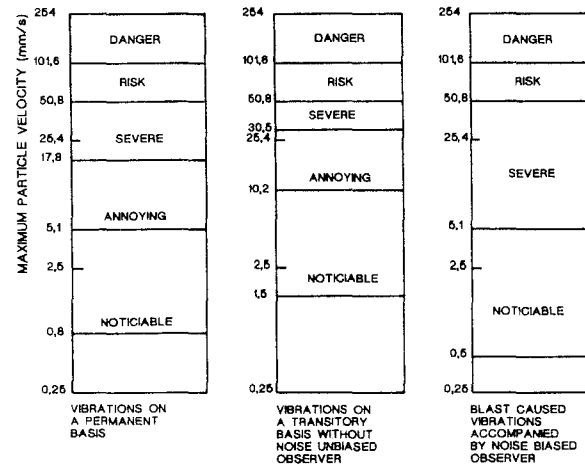 MAXIMUM PARTICLE VELOCITY (mm/s)
254
DANGER
101,6
RISK
50,8
SEVERE
25,4
17,8
ANNOYING
5,1
2,5
NOTICIABLE
0,8
0,25
VIBRATIONS ON
A PERMANENT
BASIS
254
DANGER
101,6
RISK
50,8
SEVERE
30,5
25,4
ANNOYING
10,2
2,5
NOTICIABLE
1,5
0,25
VIBRATIONS ON
A TRANSITORY
BASIS WITHOUT
NOISE UNBIASED
OBSERVER
254
DANGER
101,6
RISK
50,8
25,4
SEVERE
5,1
2,5
NOTICIABLE
0,5
0,25
BLAST CAUSED
VIBRATIONS
ACCOMPANIED
BY NOISE BIASED
OBSERVER